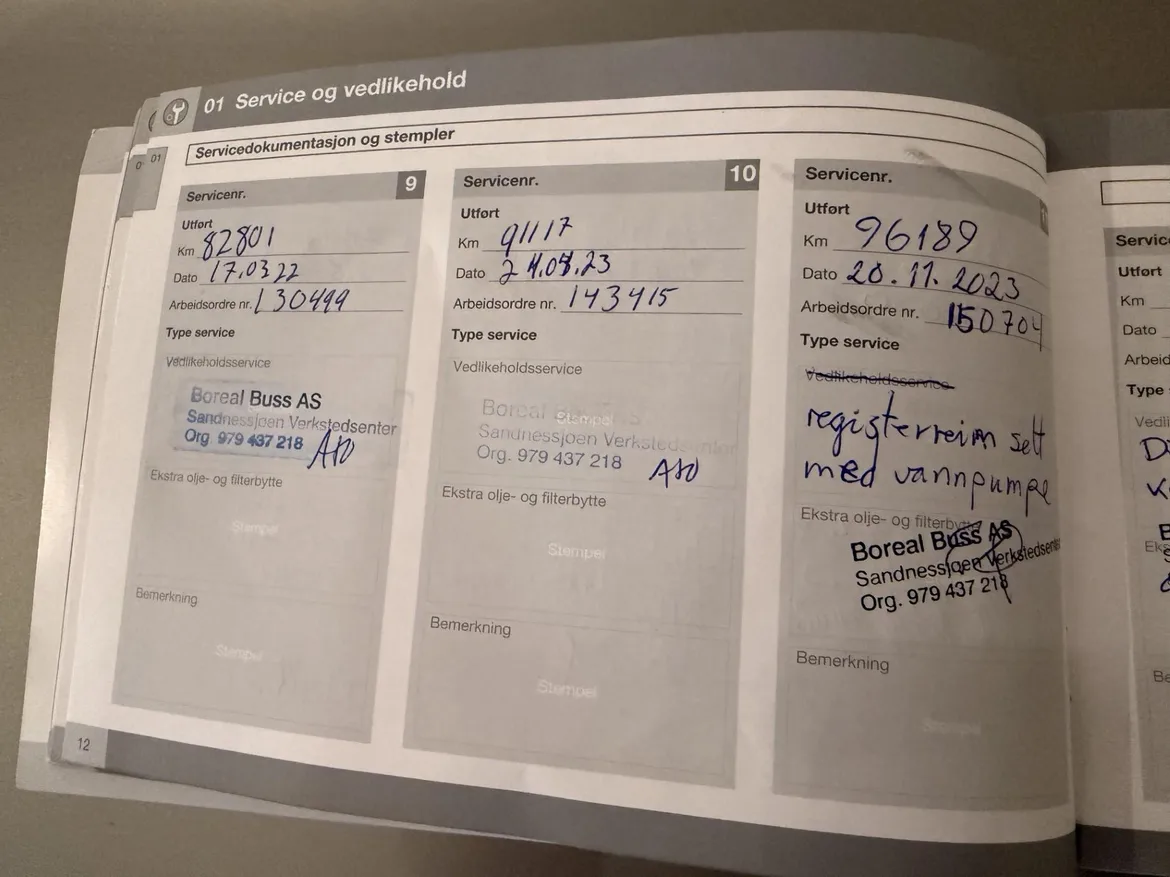 01 Service og vedlikehold
Servicedokumentasjon og stempler
01
Servicenr. 9
Utført
Km 82801
Dato 17.03 22
Arbeidsordre nr. 130499
Type service
Vedlikeholdsservice
Boreal Buss AS
Sandnessjøen Verkstedsenter
Org. 979 437 218
Ekstra olje- og filterbytte
Stempel
Bemerkning
Stempel
12
Servicenr. 10
Utført
Km 91117
Dato 23
Arbeidsordre nr. 143415
Type service
Vedlikeholdsservice
Boreal
Stempel
Sandnessjøen Verkstedsenter
Org. 979 437 218
Ekstra olje- og filterbytte
Stempel
Bemerkning
Stempel
Servicenr.
Utført
Km 96189
Dato 20.11.2023
Arbeidsordre nr. 150704
Type service
Vedlikeholdsservice
registerreim sett
med vannpumpe
Ekstra olje- og filterbytte
Boreal Buss AS
Sandnessjøen Verkstedsenter
Org. 979 437 218
Bemerkning
Stempel
Utført
Km
Dato
Type